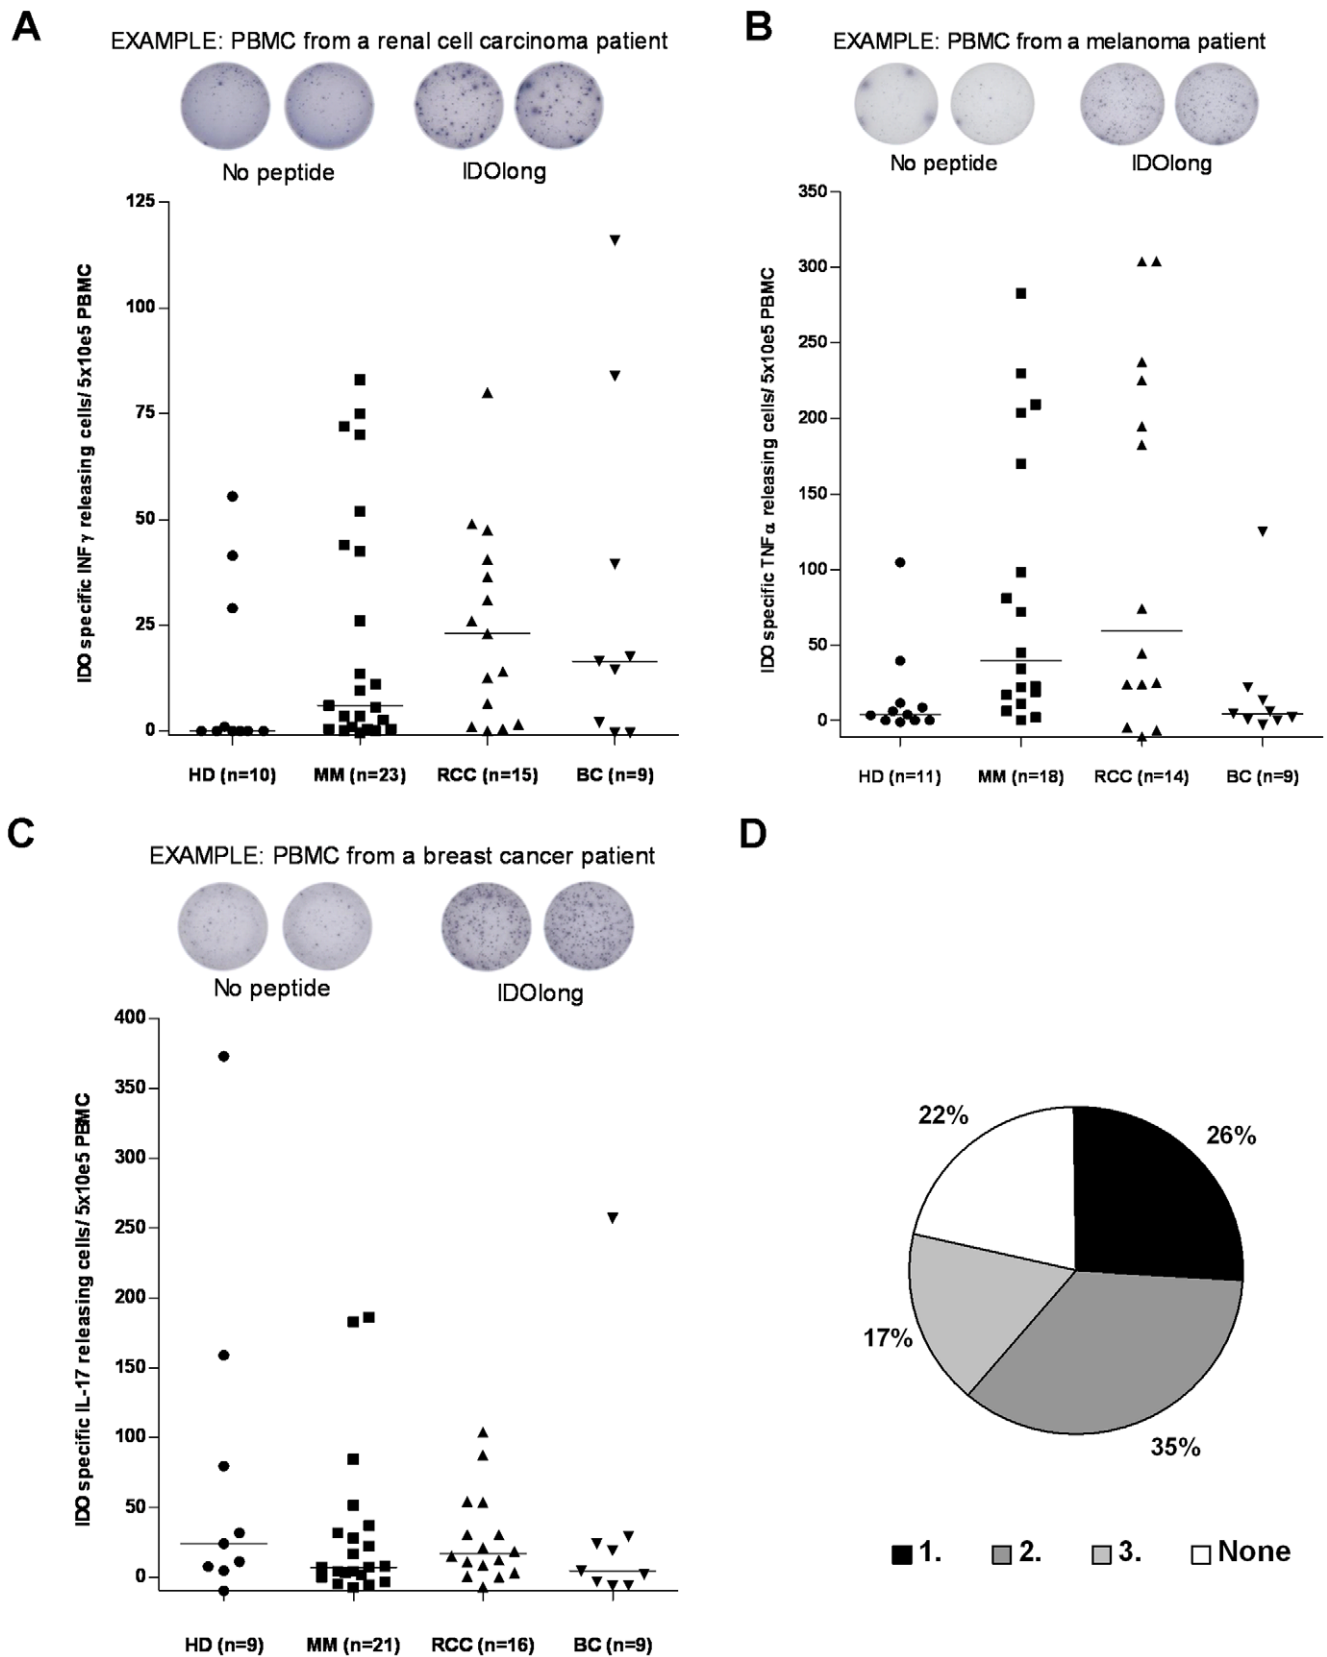 A
EXAMPLE: PBMC from a renal cell carcinoma patient
No peptide
IDOlong
IDO specific INF γ releasing cells/ 5x10e5 PBMC
125
100
75
50
25
0
HD (n=10)
MM (n=23)
RCC (n=15)
BC (n=9)
B
EXAMPLE: PBMC from a melanoma patient
No peptide
IDOlong
IDO specific TNF α releasing cells/ 5x10e5 PBMC
350
300
250
200
150
100
50
0
HD (n=11)
MM (n=18)
RCC (n=14)
BC (n=9)
C
EXAMPLE: PBMC from a breast cancer patient
No peptide
IDOlong
IDO specific IL-17 releasing cells/ 5x10e5 PBMC
400
350
300
250
200
150
100
50
0
HD (n=9)
MM (n=21)
RCC (n=16)
BC (n=9)
D
22%
26%
17%
35%
1.
2.
3.
None